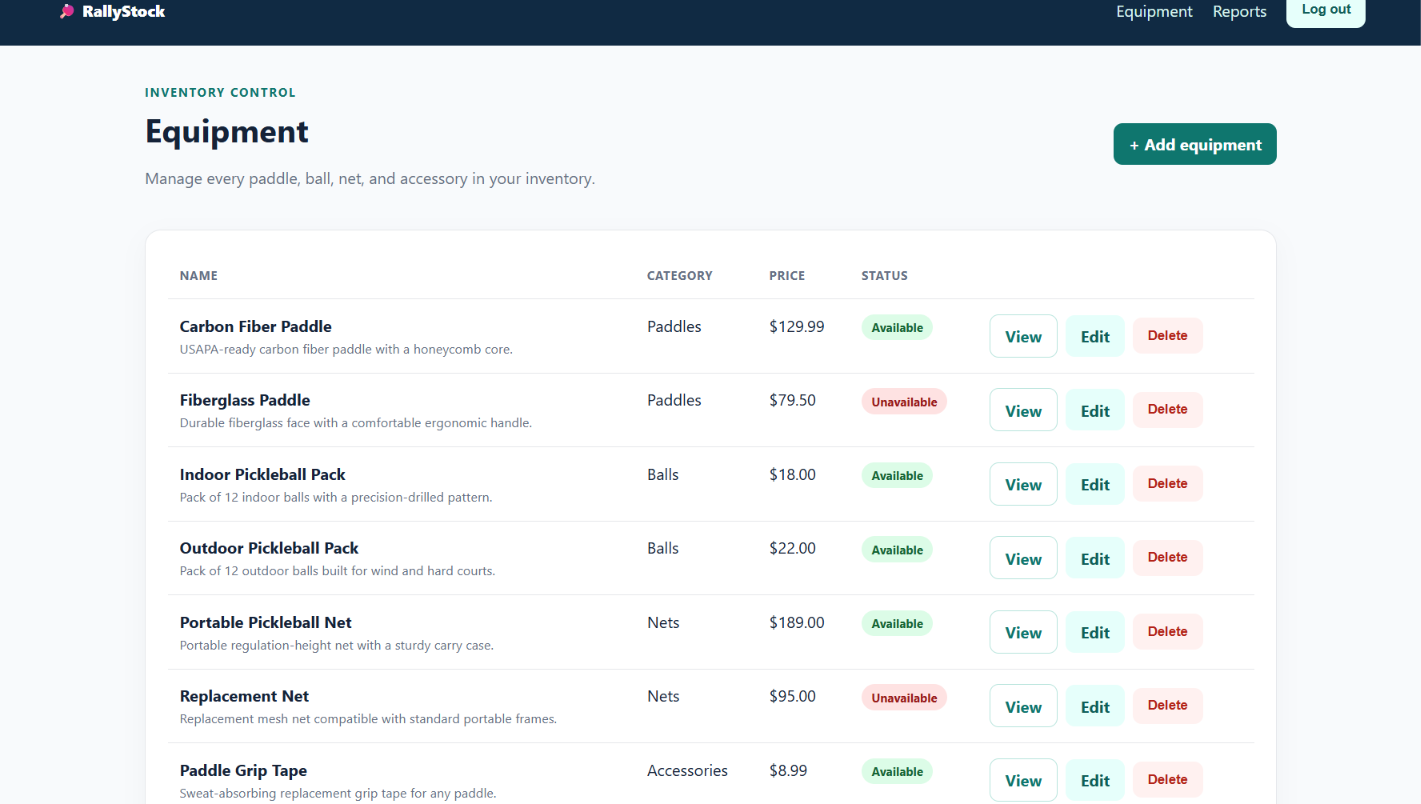 RallyStock
Equipment Reports Log out
INVENTORY CONTROL
Equipment
+ Add equipment
Manage every paddle, ball, net, and accessory in your inventory.
NAME CATEGORY PRICE STATUS
Carbon Fiber Paddle Paddles $129.99 Available View Edit Delete
USAPA-ready carbon fiber paddle with a honeycomb core.
Fiberglass Paddle Paddles $79.50 Unavailable View Edit Delete
Durable fiberglass face with a comfortable ergonomic handle.
Indoor Pickleball Pack Balls $18.00 Available View Edit Delete
Pack of 12 indoor balls with a precision-drilled pattern.
Outdoor Pickleball Pack Balls $22.00 Available View Edit Delete
Pack of 12 outdoor balls built for wind and hard courts.
Portable Pickleball Net Nets $189.00 Available View Edit Delete
Portable regulation-height net with a sturdy carry case.
Replacement Net Nets $95.00 Unavailable View Edit Delete
Replacement mesh net compatible with standard portable frames.
Paddle Grip Tape Accessories $8.99 Available View Edit Delete
Sweat-absorbing replacement grip tape for any paddle.